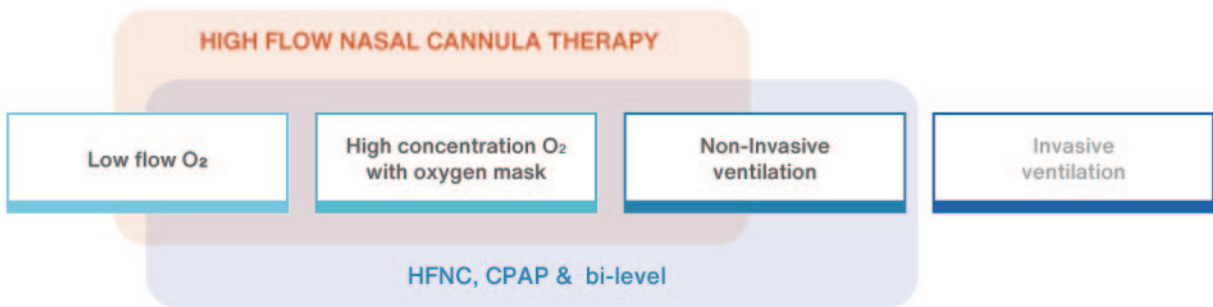 HIGH FLOW NASAL CANNULA THERAPY
Low flow O₂
High concentration O₂
with oxygen mask
Non-Invasive
ventilation
Invasive
ventilation
HFNC, CPAP & bi-level